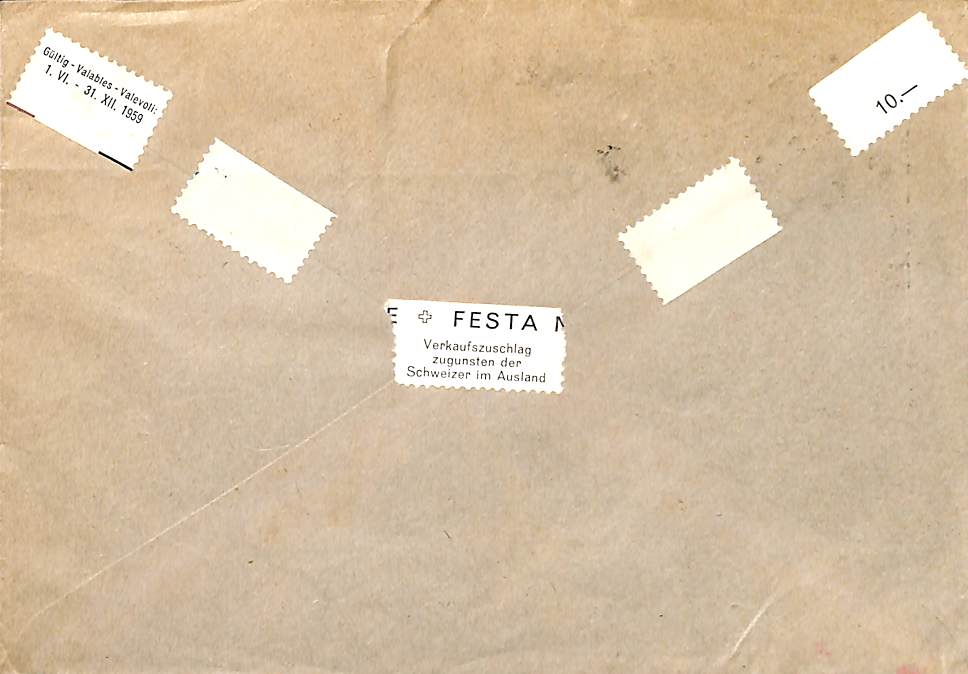 Gültig - Valables - Valevoli:
1. VI. - 31. XII. 1959
10.—
FESTA
Verkaufszuschlag
zugunsten der
Schweizer im Ausland